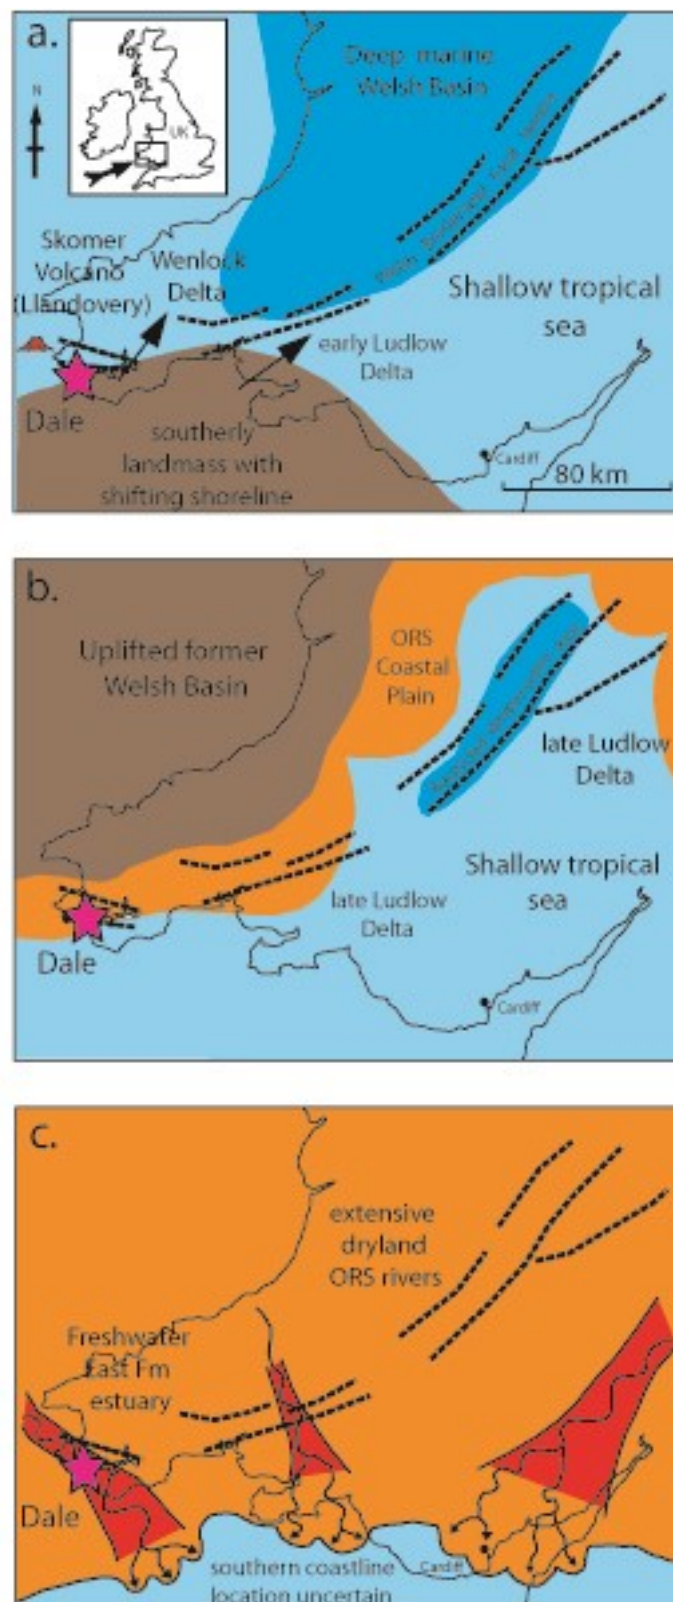 a.
N
UK
Deep marine
Welsh Basin
Skomer
Volcano
(Llandovery)
Wenlock
Delta
Shallow tropical
sea
early Ludlow
Delta
Dale
southerly
landmass with
shifting shoreline
Cardiff
80 km
b.
Uplifted former
Welsh Basin
ORS
Coastal
Plain
late Ludlow
Delta
Shallow tropical
sea
late Ludlow
Delta
Dale
Cardiff
c.
extensive
dryland
ORS rivers
Freshwater
East Fm
estuary
Dale
southern coastline
location uncertain
Cardiff